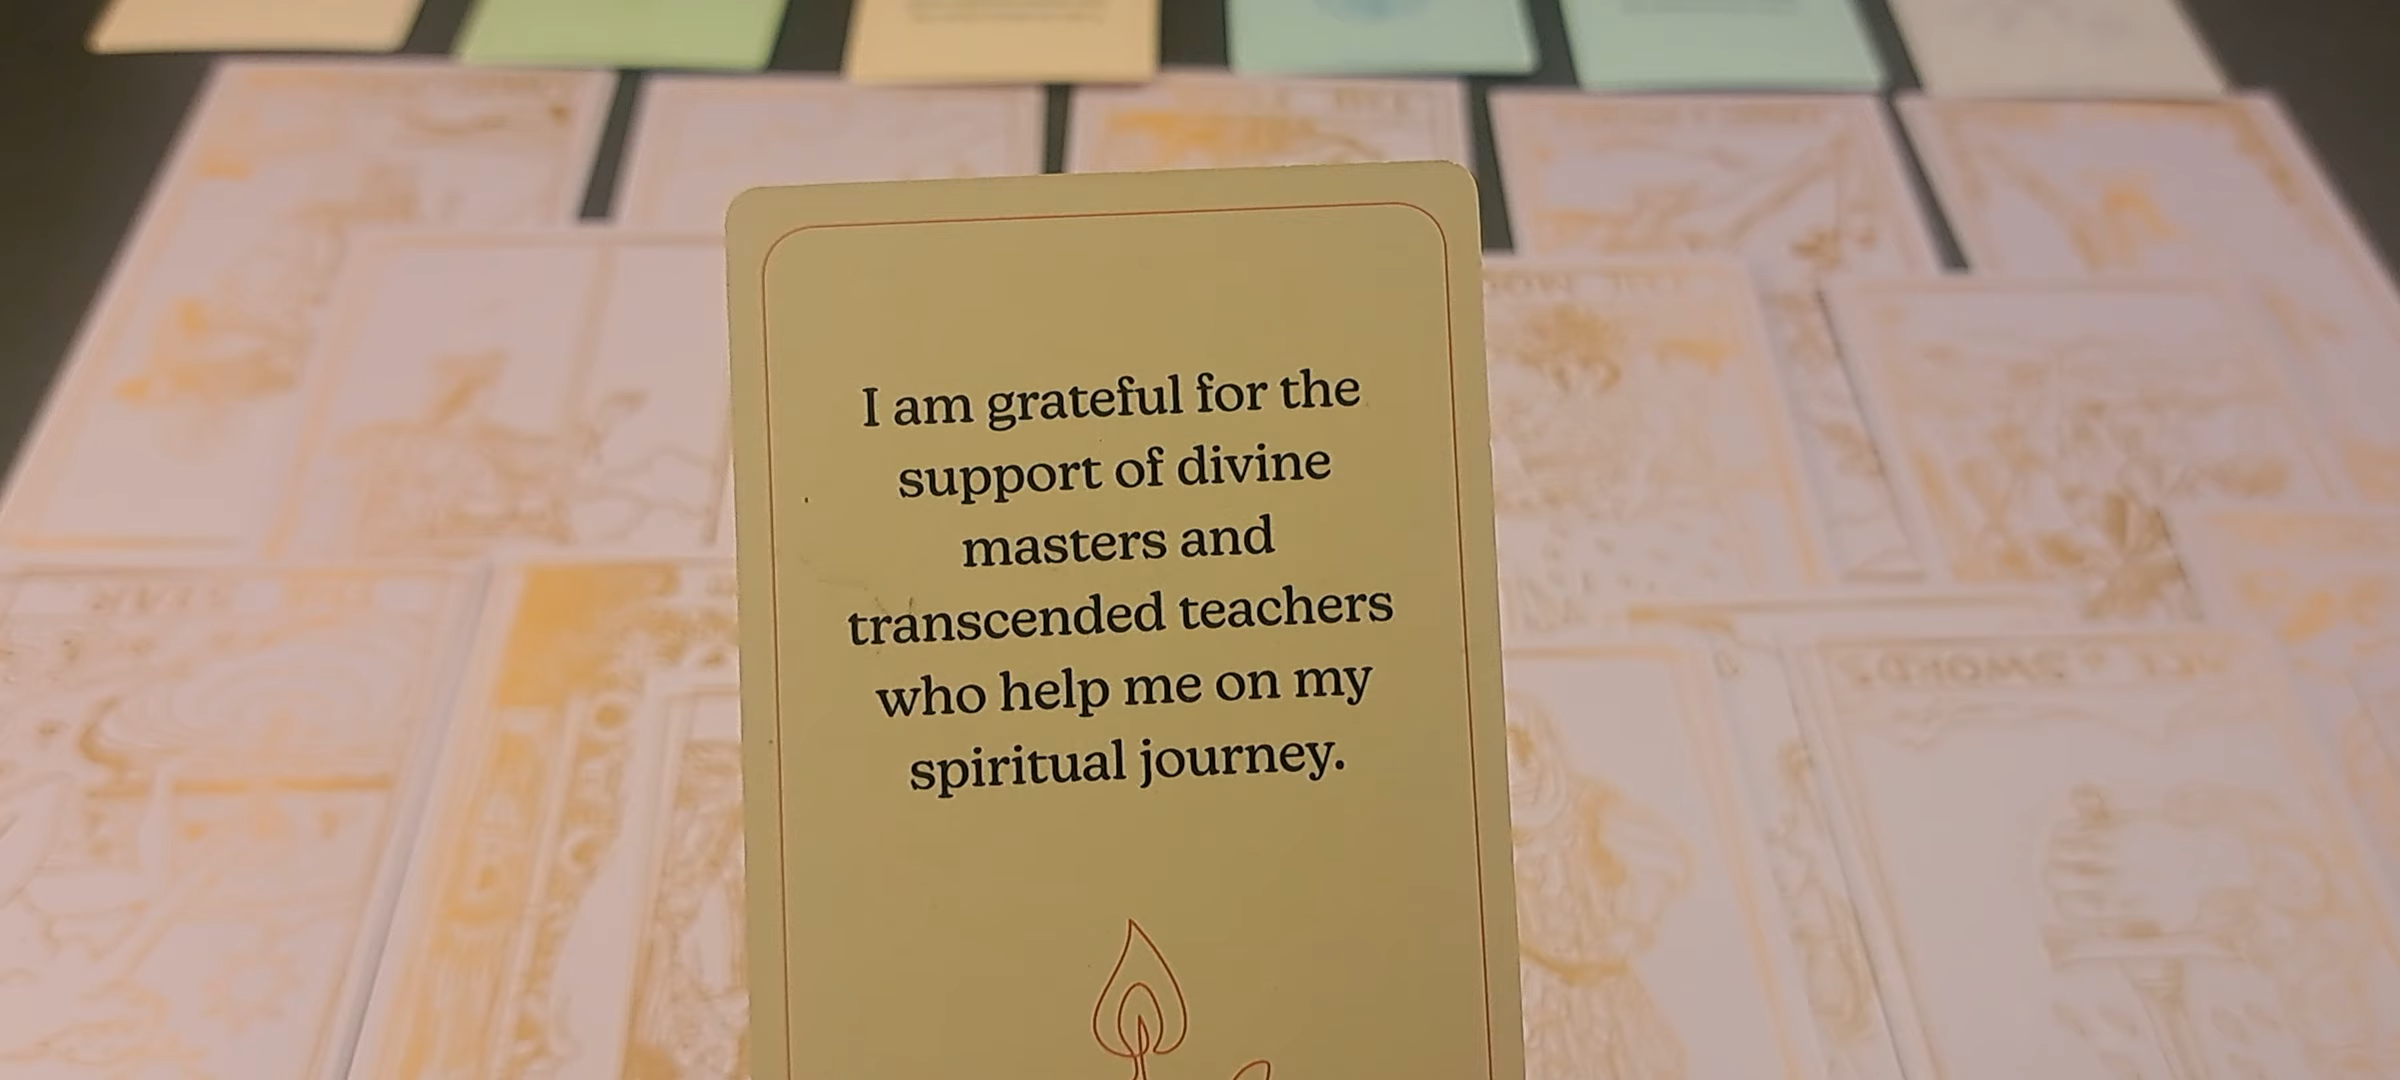 I am grateful for the
support of divine
masters and
transcended teachers
who help me on my
spiritual journey.